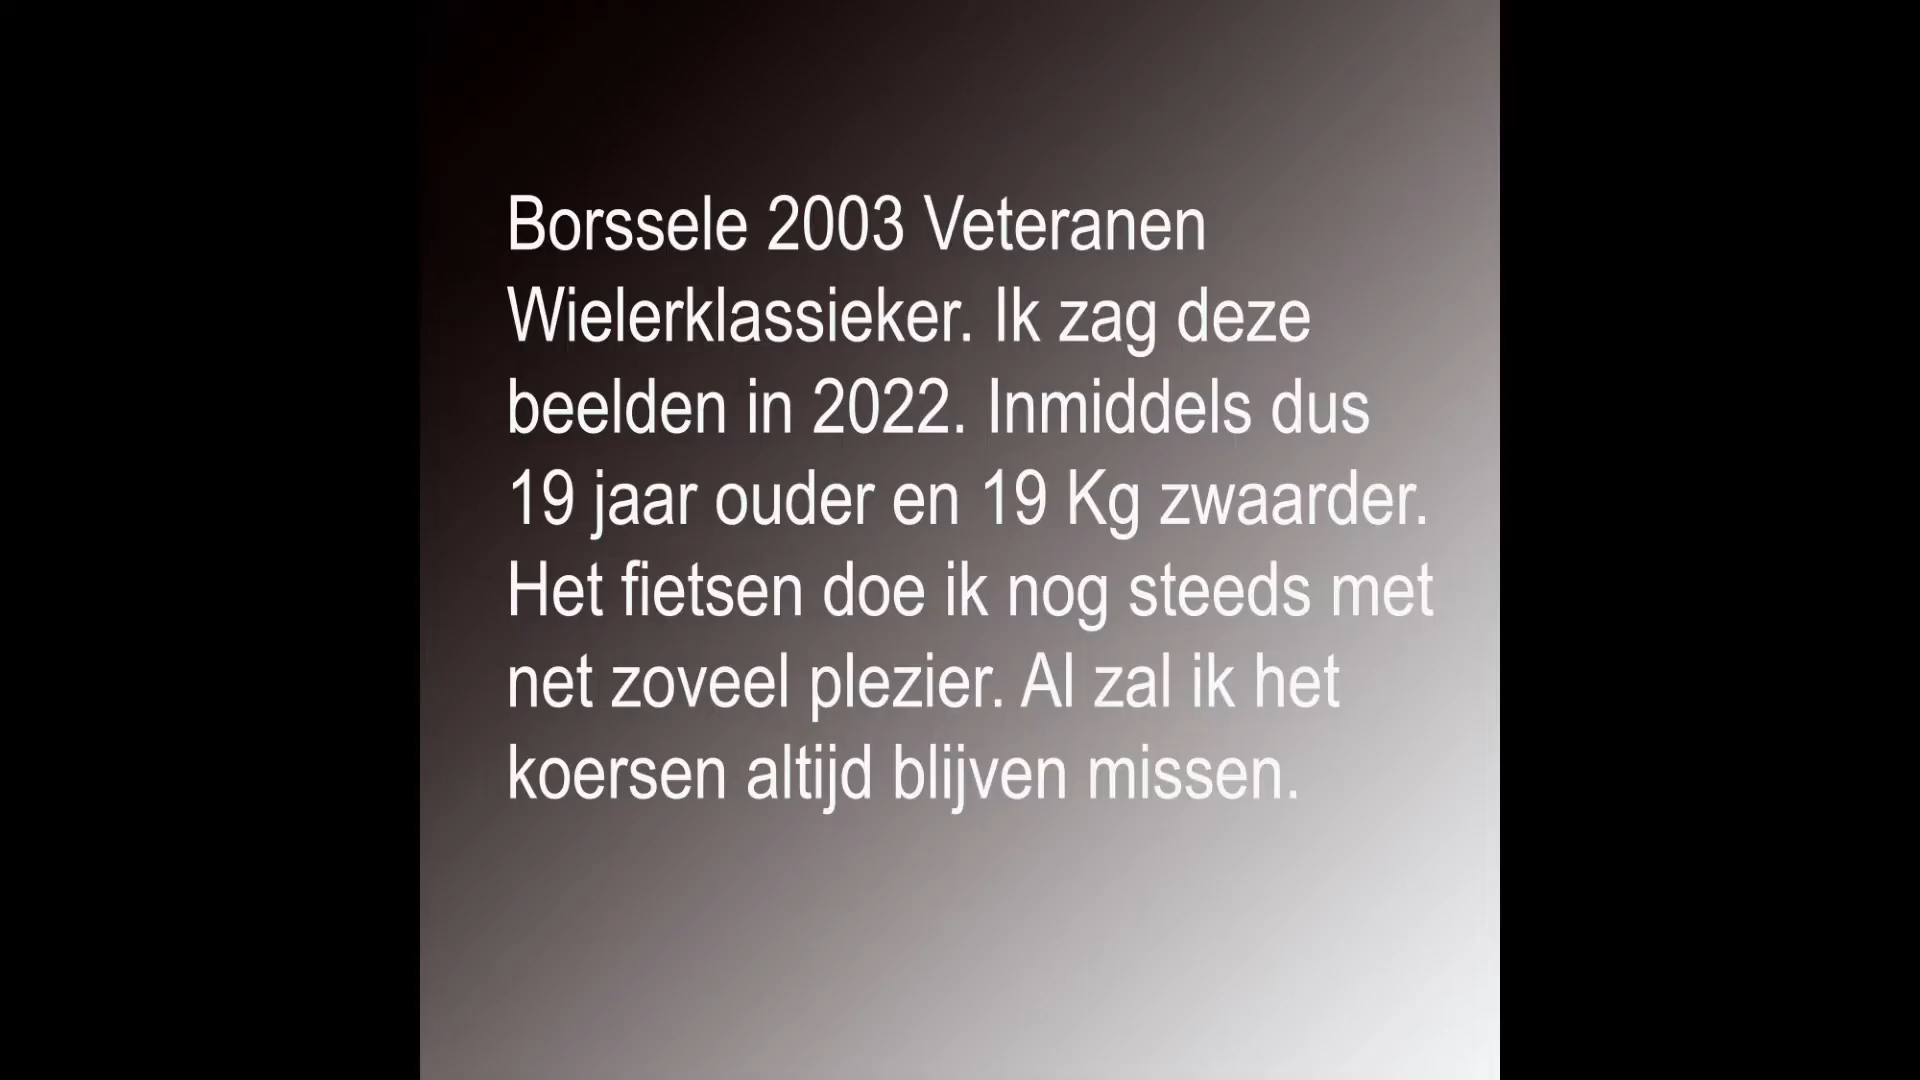 Borssele 2003 Veteranen
Wielerklassieker. Ik zag deze
beelden in 2022. Inmiddels dus
19 jaar ouder en 19 Kg zwaarder.
Het fietsen doe ik nog steeds met
net zoveel plezier. Al zal ik het
koersen altijd blijven missen.